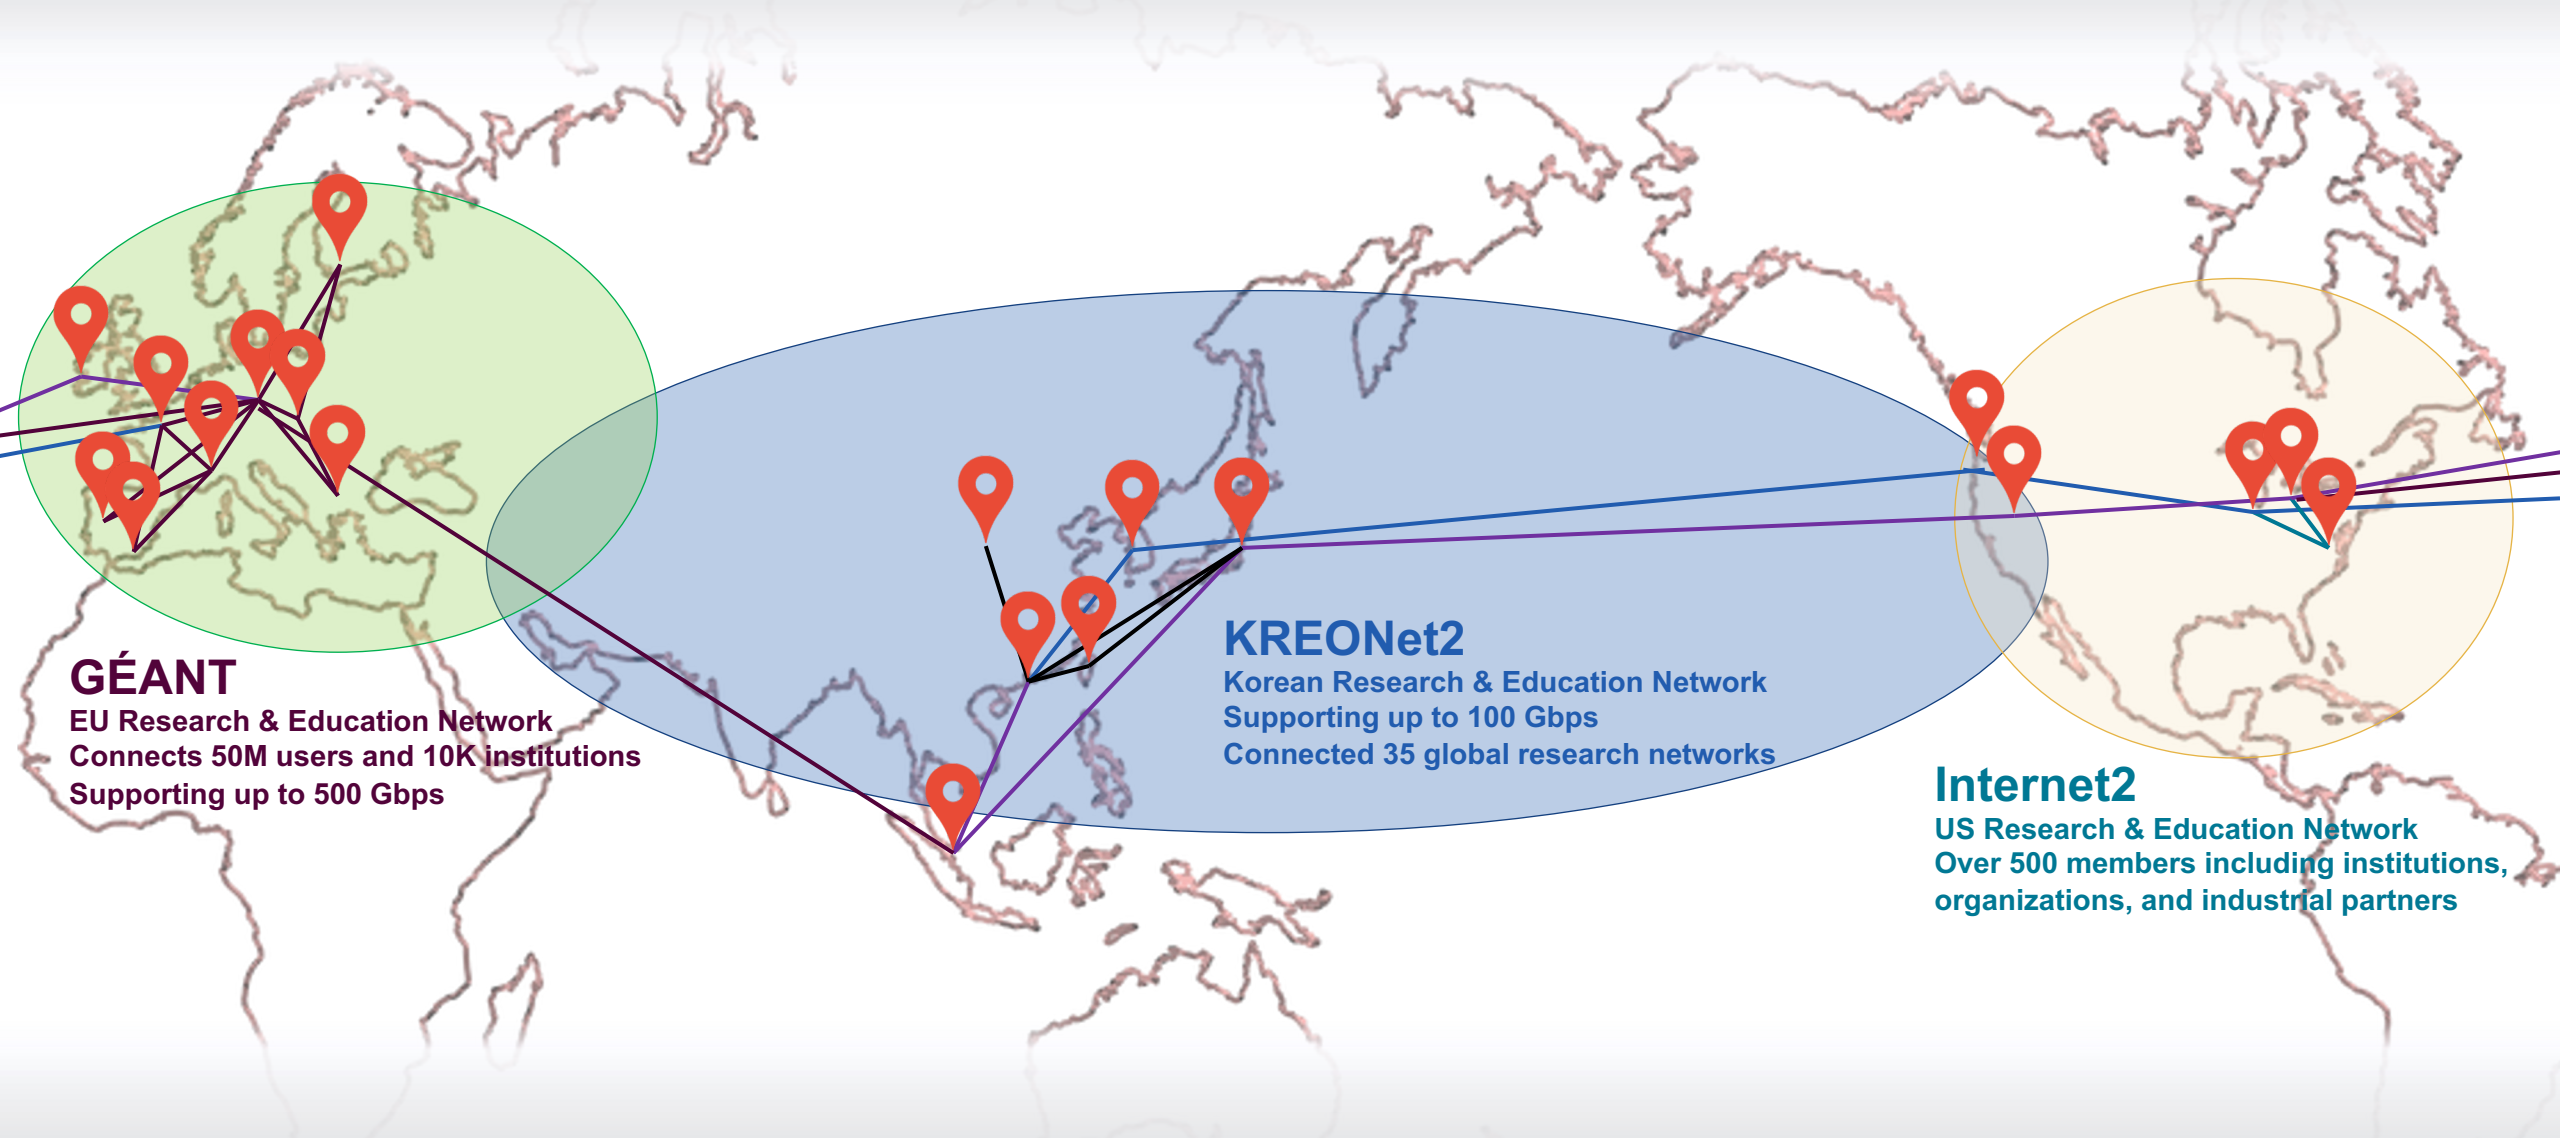 GÉANT
EU Research & Education Network
Connects 50M users and 10K institutions
Supporting up to 500 Gbps
KREONet2
Korean Research & Education Network
Supporting up to 100 Gbps
Connected 35 global research networks
Internet2
US Research & Education Network
Over 500 members including institutions,
organizations, and industrial partners